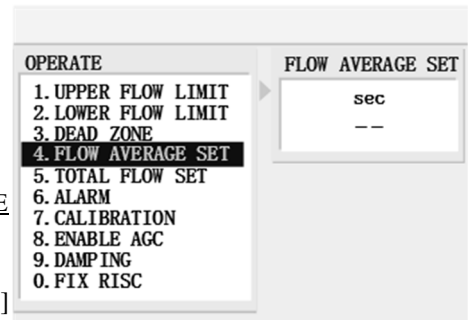 OPERATE
1. UPPER FLOW LIMIT
2. LOWER FLOW LIMIT
3. DEAD ZONE
4. FLOW AVERAGE SET
5. TOTAL FLOW SET
6. ALARM
7. CALIBRATION
8. ENABLE AGC
9. DAMPING
0. FIX RISC
FLOW AVERAGE SET
sec
--
E
]